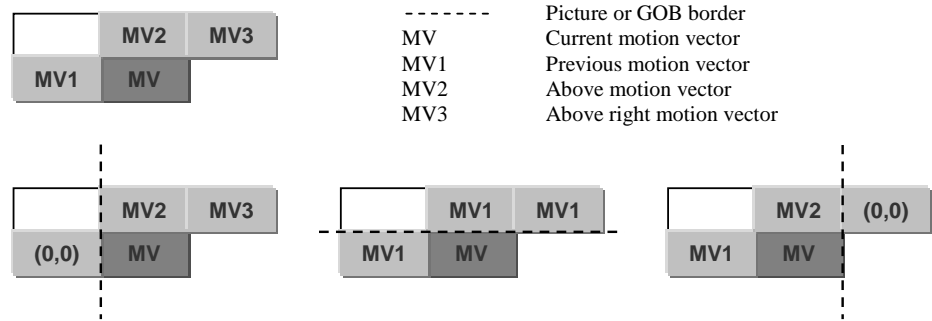 MV2 MV3
MV1 MV
------- Picture or GOB border
MV Current motion vector
MV1 Previous motion vector
MV2 Above motion vector
MV3 Above right motion vector
MV2 MV3
(0,0) MV
MV1 MV1
MV1 MV
MV2 (0,0)
MV1 MV